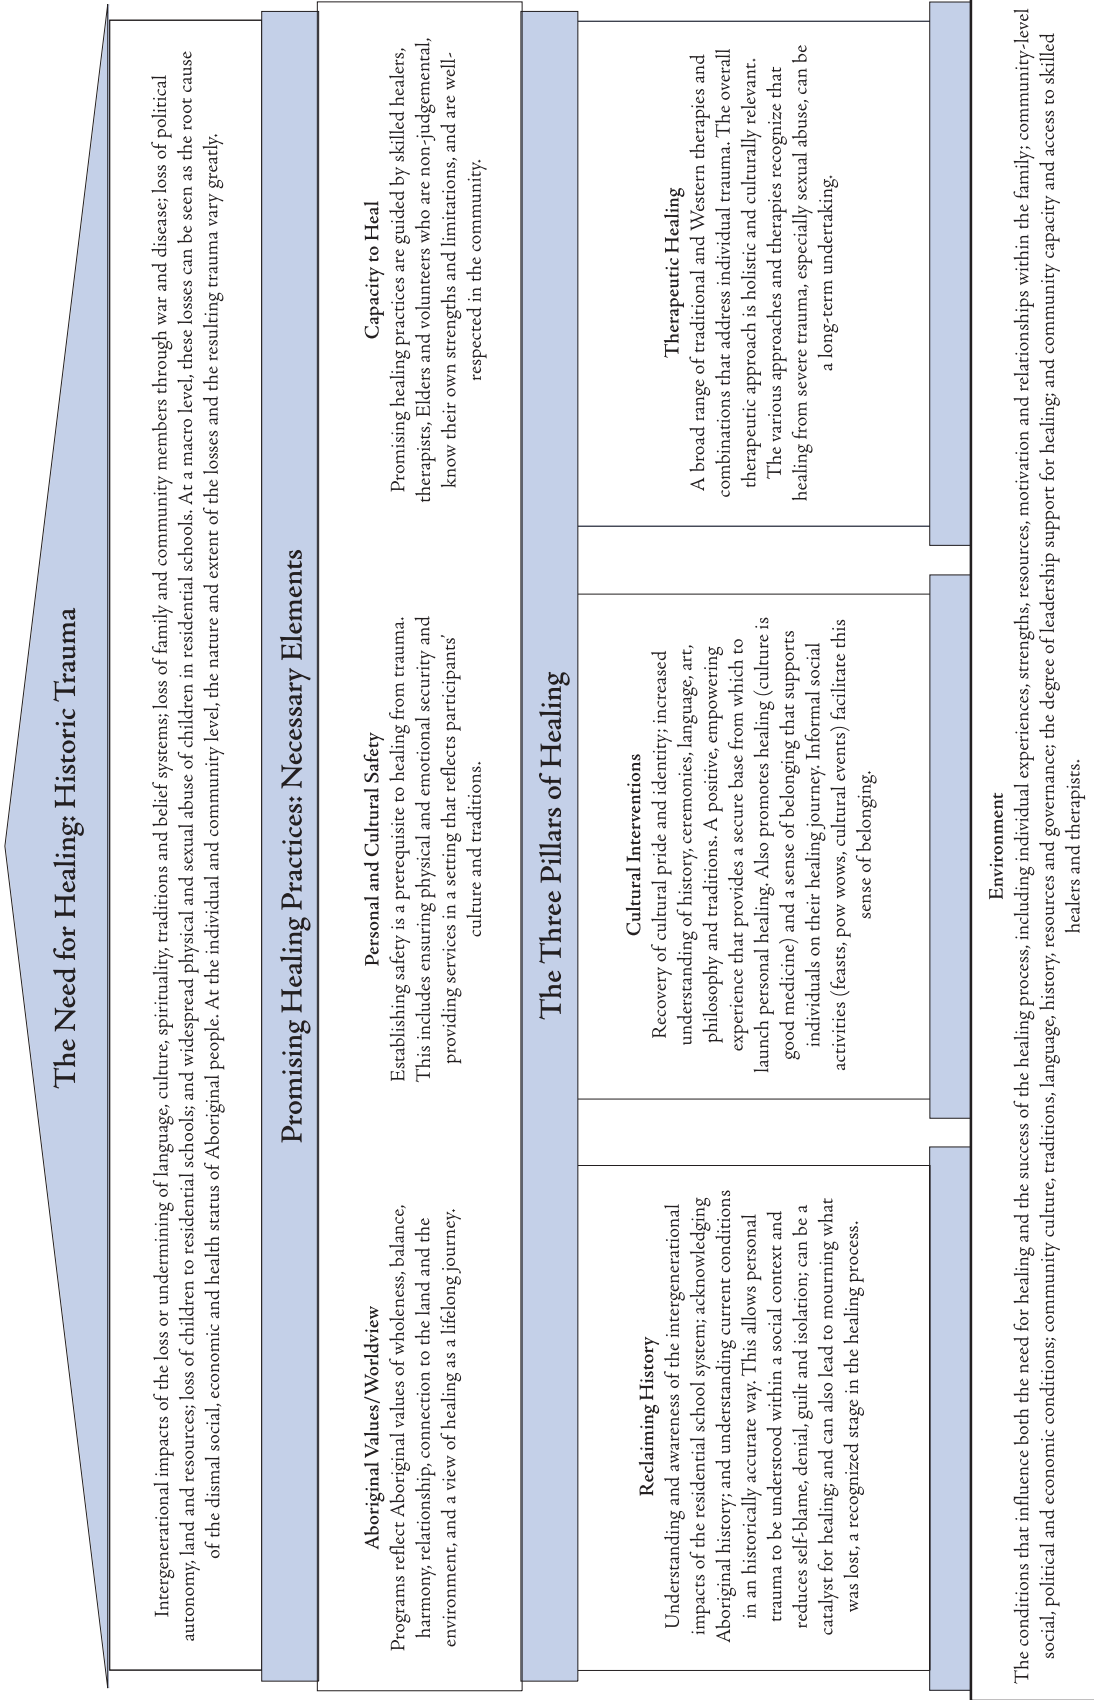 The Need for Healing: Historic Trauma
Intergenerational impacts of the loss or undermining of language, culture, spirituality, traditions and belief systems; loss of family and community members through war and disease; loss of political
autonomy, land and resources; loss of children to residential schools; and widespread physical and sexual abuse of children in residential schools. At a macro level, these losses can be seen as the root cause
of the dismal social, economic and health status of Aboriginal people. At the individual and community level, the nature and extent of the losses and the resulting trauma vary greatly.
Promising Healing Practices: Necessary Elements
Aboriginal Values/Worldview
Programs reflect Aboriginal values of wholeness, balance,
harmony, relationship, connection to the land and the
environment, and a view of healing as a lifelong journey.
Personal and Cultural Safety
Establishing safety is a prerequisite to healing from trauma.
This includes ensuring physical and emotional security and
providing services in a setting that reflects participants’
culture and traditions.
Capacity to Heal
Promising healing practices are guided by skilled healers,
therapists, Elders and volunteers who are non-judgemental,
know their own strengths and limitations, and are well-
respected in the community.
The Three Pillars of Healing
Reclaiming History
Understanding and awareness of the intergenerational
impacts of the residential school system; acknowledging
Aboriginal history; and understanding current conditions
in an historically accurate way. This allows personal
trauma to be understood within a social context and
reduces self-blame, denial, guilt and isolation; can be a
catalyst for healing; and can also lead to mourning what
was lost, a recognized stage in the healing process.
Cultural Interventions
Recovery of cultural pride and identity; increased
understanding of history, ceremonies, language, art,
philosophy and traditions. A positive, empowering
experience that provides a secure base from which to
launch personal healing. Also promotes healing (culture is
good medicine) and a sense of belonging that supports
individuals on their healing journey. Informal social
activities (feasts, pow wows, cultural events) facilitate this
sense of belonging.
Therapeutic Healing
A broad range of traditional and Western therapies and
combinations that address individual trauma. The overall
therapeutic approach is holistic and culturally relevant.
The various approaches and therapies recognize that
healing from severe trauma, especially sexual abuse, can be
a long-term undertaking.
Environment
The conditions that influence both the need for healing and the success of the healing process, including individual experiences, strengths, resources, motivation and relationships within the family; community-level
social, political and economic conditions; community culture, traditions, language, history, resources and governance; the degree of leadership support for healing; and community capacity and access to skilled
healers and therapists.